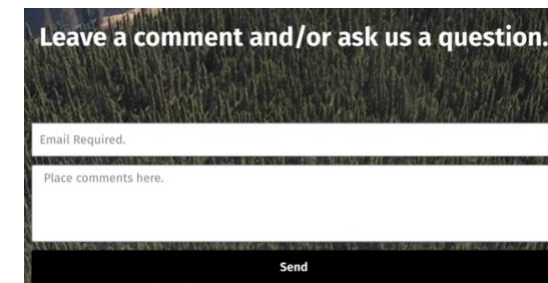 Leave a comment and/or ask us a question.
Email Required.
Place comments here.
Send